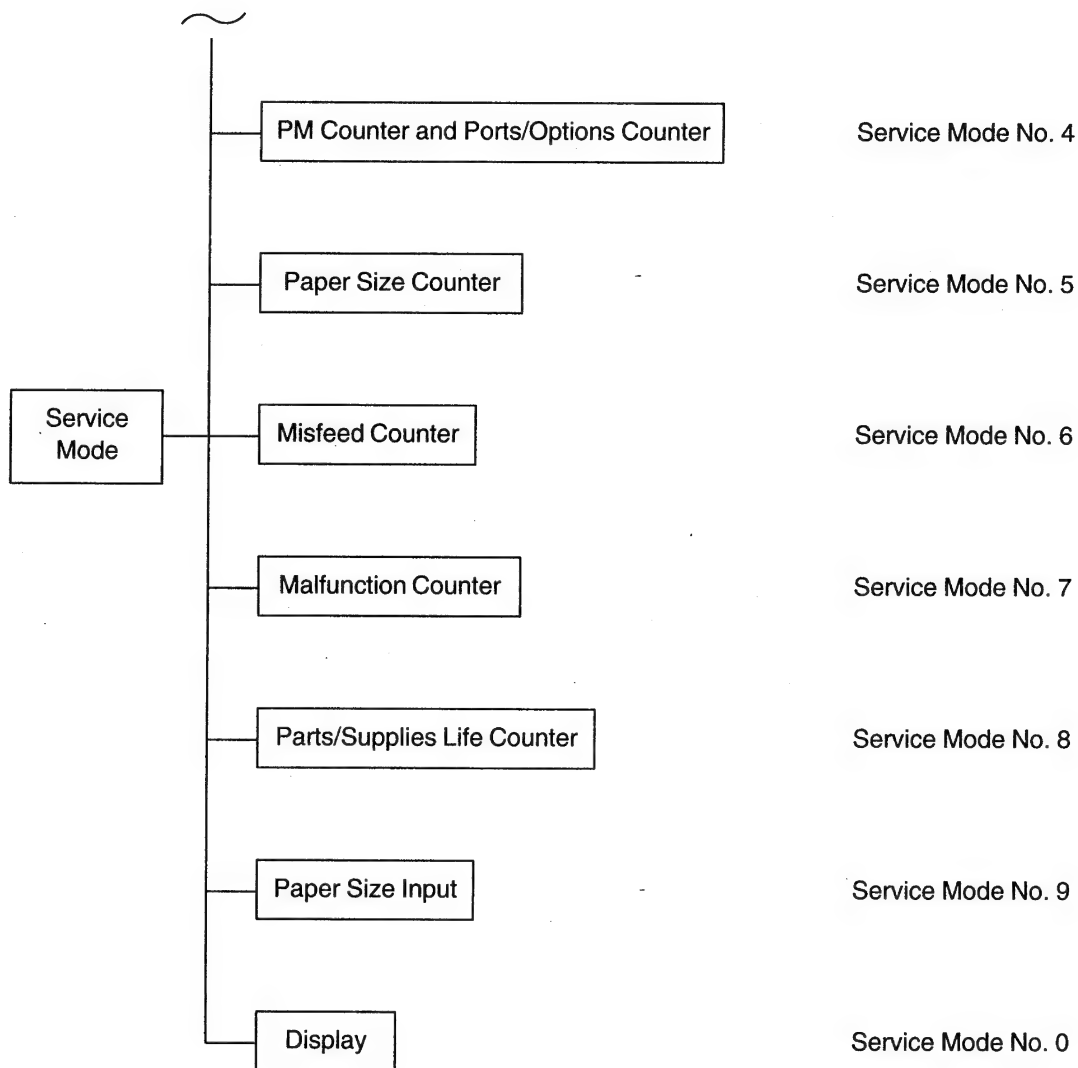 PM Counter and Ports/Options Counter Service Mode No. 4
Paper Size Counter Service Mode No. 5
Service
Mode
Misfeed Counter Service Mode No. 6
Malfunction Counter Service Mode No. 7
Parts/Supplies Life Counter Service Mode No. 8
Paper Size Input Service Mode No. 9
Display Service Mode No. 0